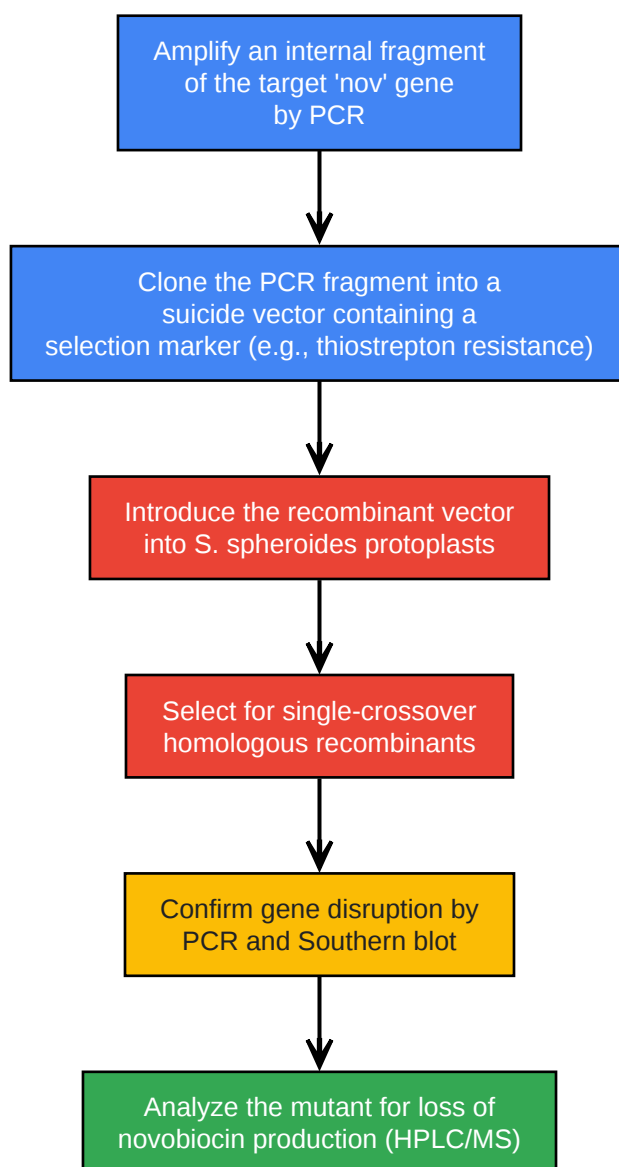 Amplify an internal fragment
of the target 'nov' gene
by PCR
Clone the PCR fragment into a
suicide vector containing a
selection marker (e.g., thiostrepton resistance)
Introduce the recombinant vector
into S. spheroides protoplasts
Select for single-crossover
homologous recombinants
Confirm gene disruption by
PCR and Southern blot
Analyze the mutant for loss of
novobiocin production (HPLC/MS)